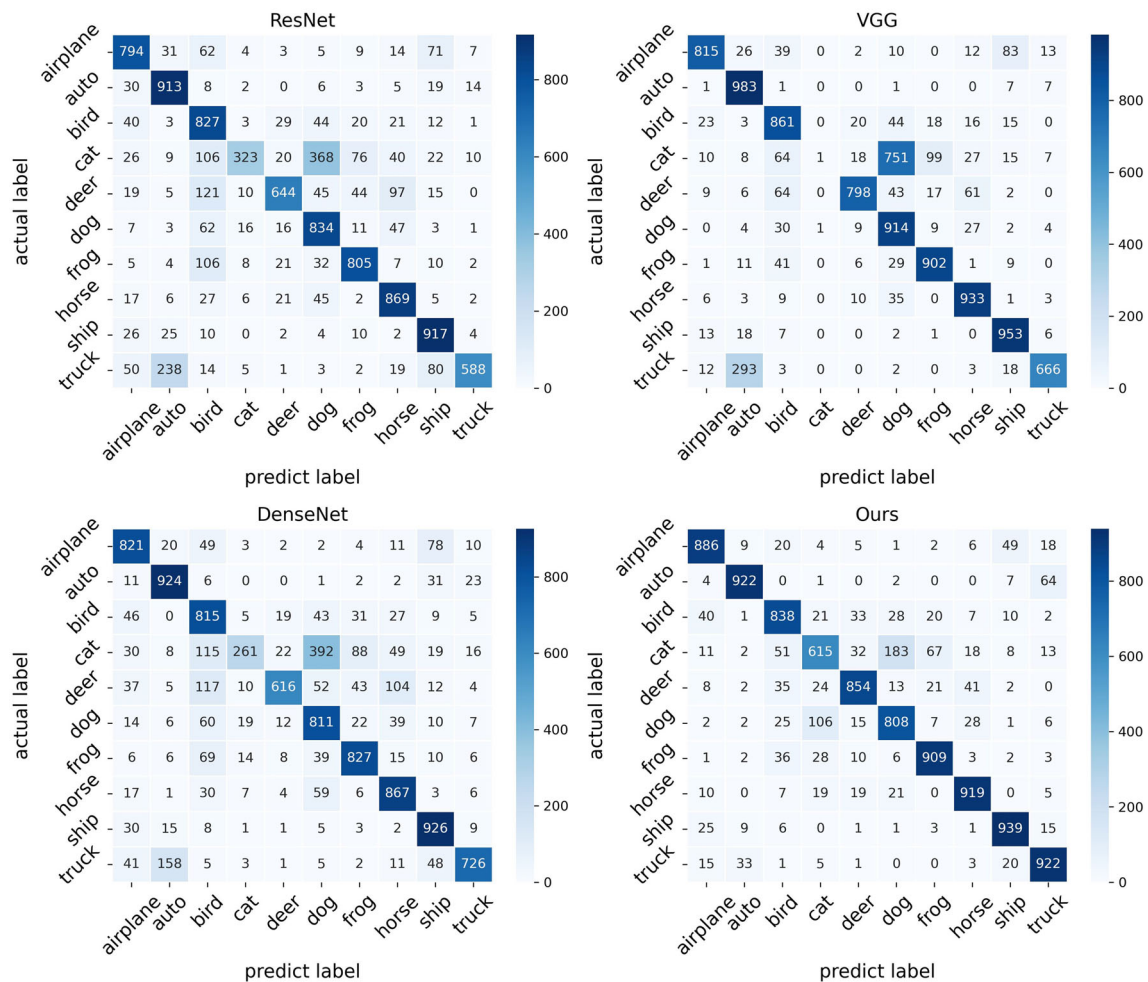 ResNet
airplane 794 31 62 4 3 5 9 14 71 7
auto 30 913 8 2 0 6 3 5 19 14
bird 40 3 827 3 29 44 20 21 12 1
cat 26 9 106 323 20 368 76 40 22 10
deer 19 5 121 10 644 45 44 97 15 0
dog 7 3 62 16 16 834 11 47 3 1
frog 5 4 106 8 21 32 805 7 10 2
horse 17 6 27 6 21 45 2 869 5 2
ship 26 25 10 0 2 4 10 2 917 4
truck 50 238 14 5 1 3 2 19 80 588
airplane auto bird cat deer dog frog horse ship truck
actual label
predict label
800
600
400
200
0
VGG
airplane 815 26 39 0 2 10 0 12 83 13
auto 1 983 1 0 0 1 0 0 7 7
bird 23 3 861 0 20 44 18 16 15 0
cat 10 8 64 1 18 751 99 27 15 7
deer 9 6 64 0 798 43 17 61 2 0
dog 0 4 30 1 9 914 9 27 2 4
frog 1 11 41 0 6 29 902 1 9 0
horse 6 3 9 0 10 35 0 933 1 3
ship 13 18 7 0 0 2 1 0 953 6
truck 12 293 3 0 0 2 0 3 18 666
airplane auto bird cat deer dog frog horse ship truck
actual label
predict label
800
600
400
200
0
DenseNet
airplane 821 20 49 3 2 2 4 11 78 10
auto 11 924 6 0 0 1 2 2 31 23
bird 46 0 815 5 19 43 31 27 9 5
cat 30 8 115 261 22 392 88 49 19 16
deer 37 5 117 10 616 52 43 104 12 4
dog 14 6 60 19 12 811 22 39 10 7
frog 6 6 69 14 8 39 827 15 10 6
horse 17 1 30 7 4 59 6 867 3 6
ship 30 15 8 1 1 5 3 2 926 9
truck 41 158 5 3 1 5 2 11 48 726
airplane auto bird cat deer dog frog horse ship truck
actual label
predict label
800
600
400
200
0
Ours
airplane 886 9 20 4 5 1 2 6 49 18
auto 4 922 0 1 0 2 0 0 7 64
bird 40 1 838 21 33 28 20 7 10 2
cat 11 2 51 615 32 183 67 18 8 13
deer 8 2 35 24 854 13 21 41 2 0
dog 2 2 25 106 15 808 7 28 1 6
frog 1 2 36 28 10 6 909 3 2 3
horse 10 0 7 19 19 21 0 919 0 5
ship 25 9 6 0 1 1 3 1 939 15
truck 15 33 1 5 1 0 0 3 20 922
airplane auto bird cat deer dog frog horse ship truck
actual label
predict label
800
600
400
200
0